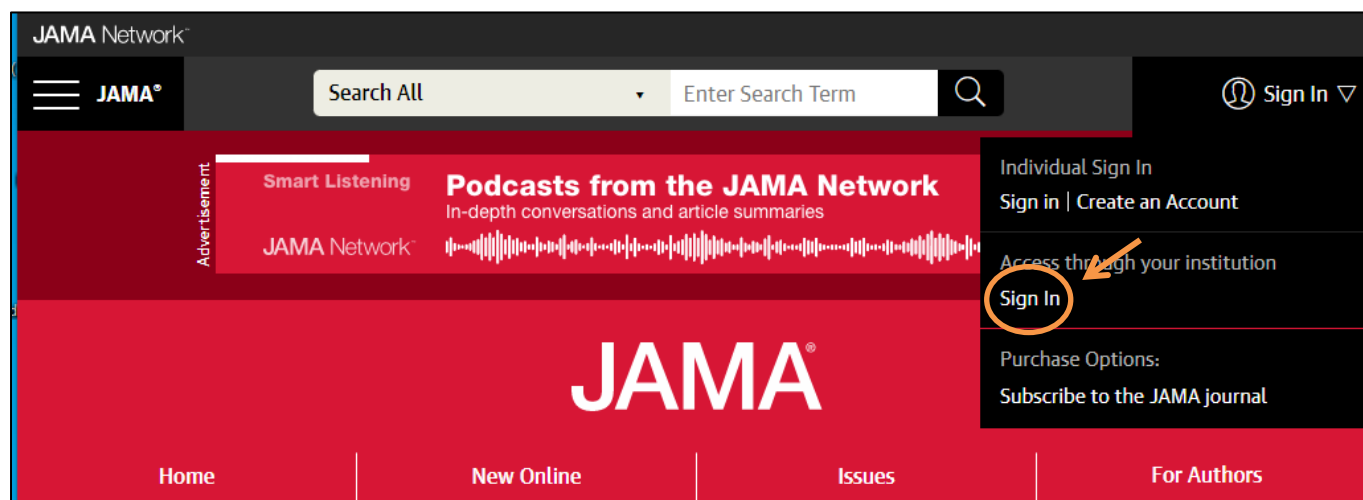 JAMA Network™
JAMA®
Search All
Enter Search Term
Sign In
Advertisement
Smart Listening
Podcasts from the JAMA Network
In-depth conversations and article summaries
JAMA Network™
Individual Sign In
Sign in | Create an Account
Access through your institution
Sign In
Purchase Options:
Subscribe to the JAMA journal
JAMA®
Home
New Online
Issues
For Authors